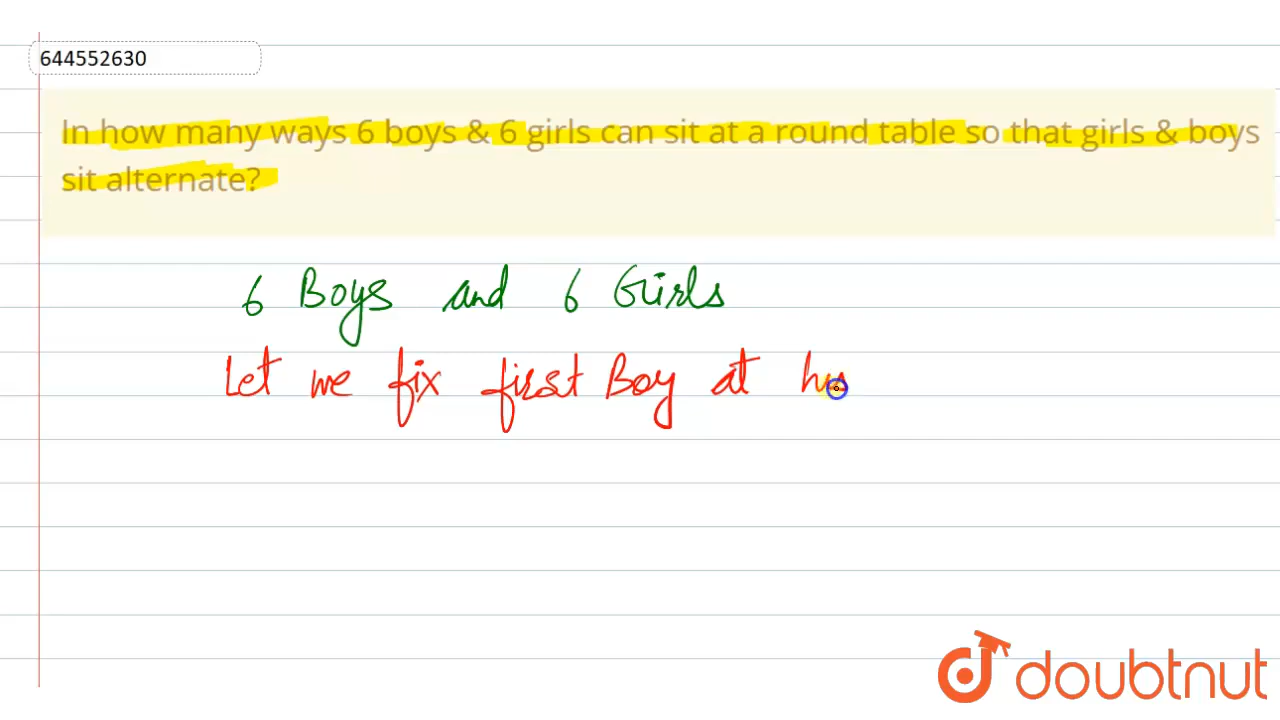 644552630
In how many ways 6 boys & 6 girls can sit at a round table so that girls & boys
sit alternate?
6 Boys and 6 Girls
Let we fix first Boy at
doubtnut